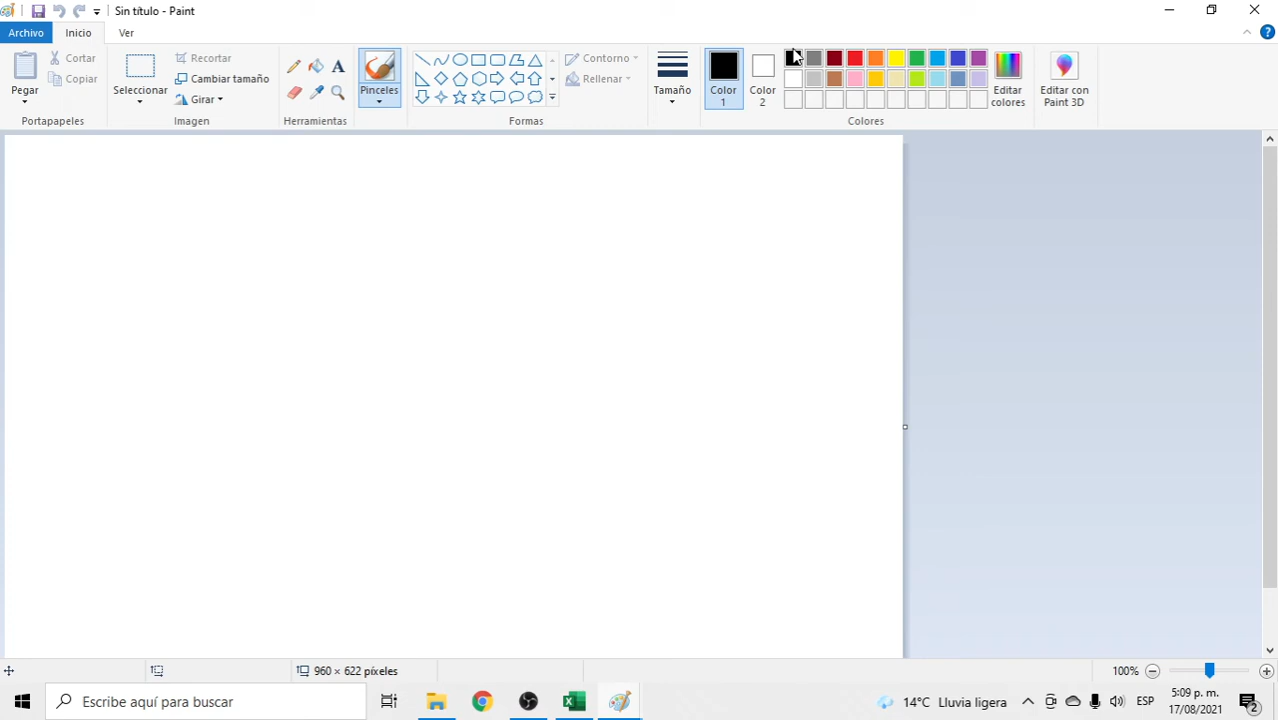 Sin título - Paint
Archivo Inicio Ver
Pegar
Cortar
Copiar
Portapapeles
Seleccionar
Recortar
Cambiar tamaño
Girar
Imagen
A
Herramientas
Pinceles
Contorno
Rellenar
Formas
Tamaño
Color
1
Color
2
Editar
colores
Colores
Editar con
Paint 3D
960 × 622 píxeles
100%
Escribe aquí para buscar
14°C Lluvia ligera
ESP
5:09 p. m.
17/08/2021
2